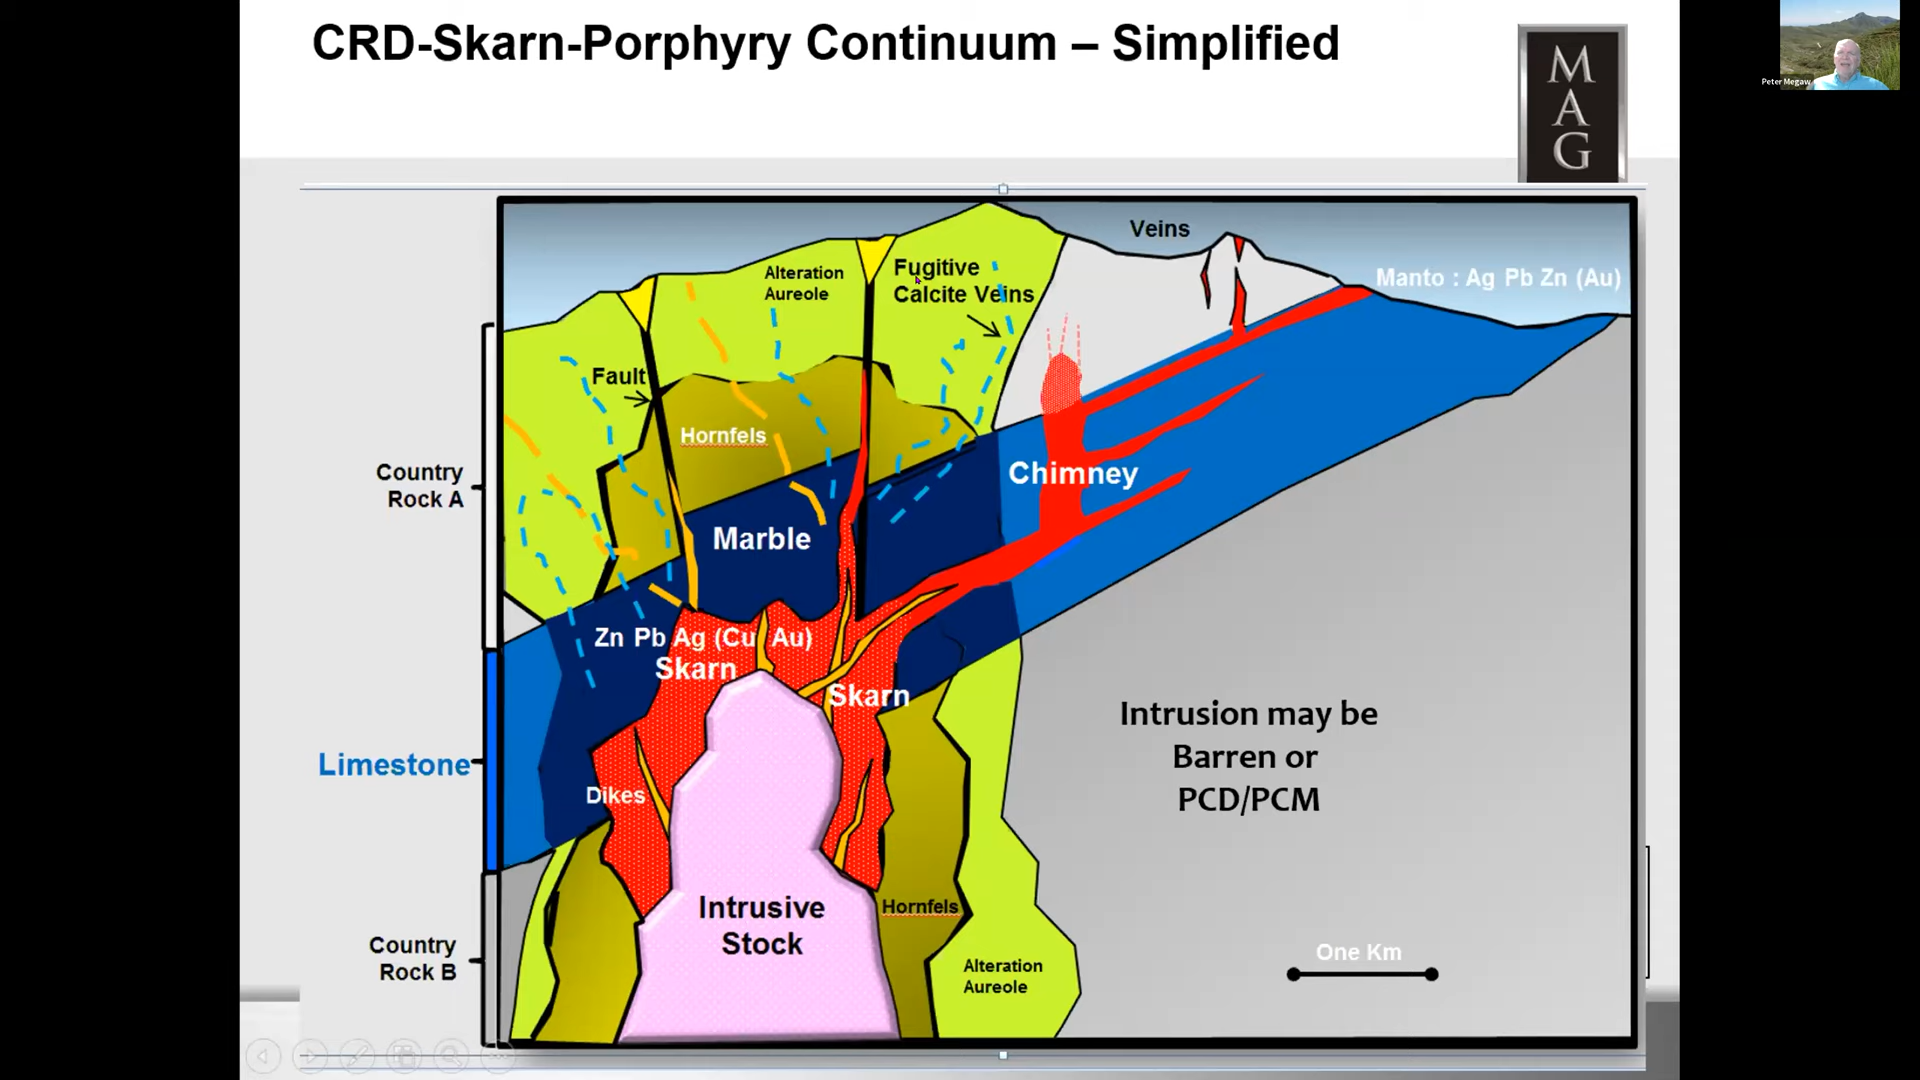 CRD-Skarn-Porphyry Continuum – Simplified
M
A
G
Peter Megaw
Veins
Manto : Ag Pb Zn (Au)
Alteration
Aureole
Fugitive
Calcite Veins
Fault
Hornfels
Country
Rock A
Chimney
Marble
Zn Pb Ag (Cu Au)
Skarn
Skarn
Intrusion may be
Barren or
PCD/PCM
Limestone
Dikes
Intrusive
Stock
Hornfels
Country
Rock B
Alteration
Aureole
One Km